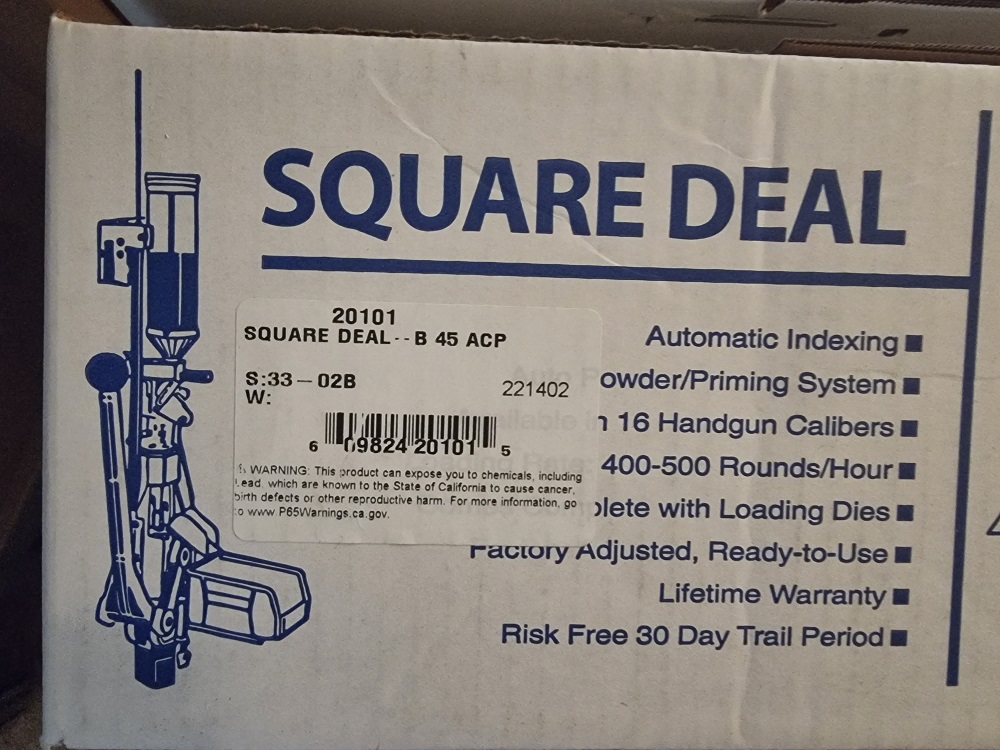 SQUARE DEAL
20101
SQUARE DEAL--B 45 ACP
S:33-02B
W:
221402
6 09824 20101 5
WARNING: This product can expose you to chemicals, including
Lead, which are known to the State of California to cause cancer,
birth defects or other reproductive harm. For more information, go
to www.P65Warnings.ca.gov.
Automatic Indexing
Auto Powder/Priming System
16 Handgun Calibers
400-500 Rounds/Hour
with Loading Dies
Factory Adjusted, Ready-to-Use
Lifetime Warranty
Risk Free 30 Day Trail Period